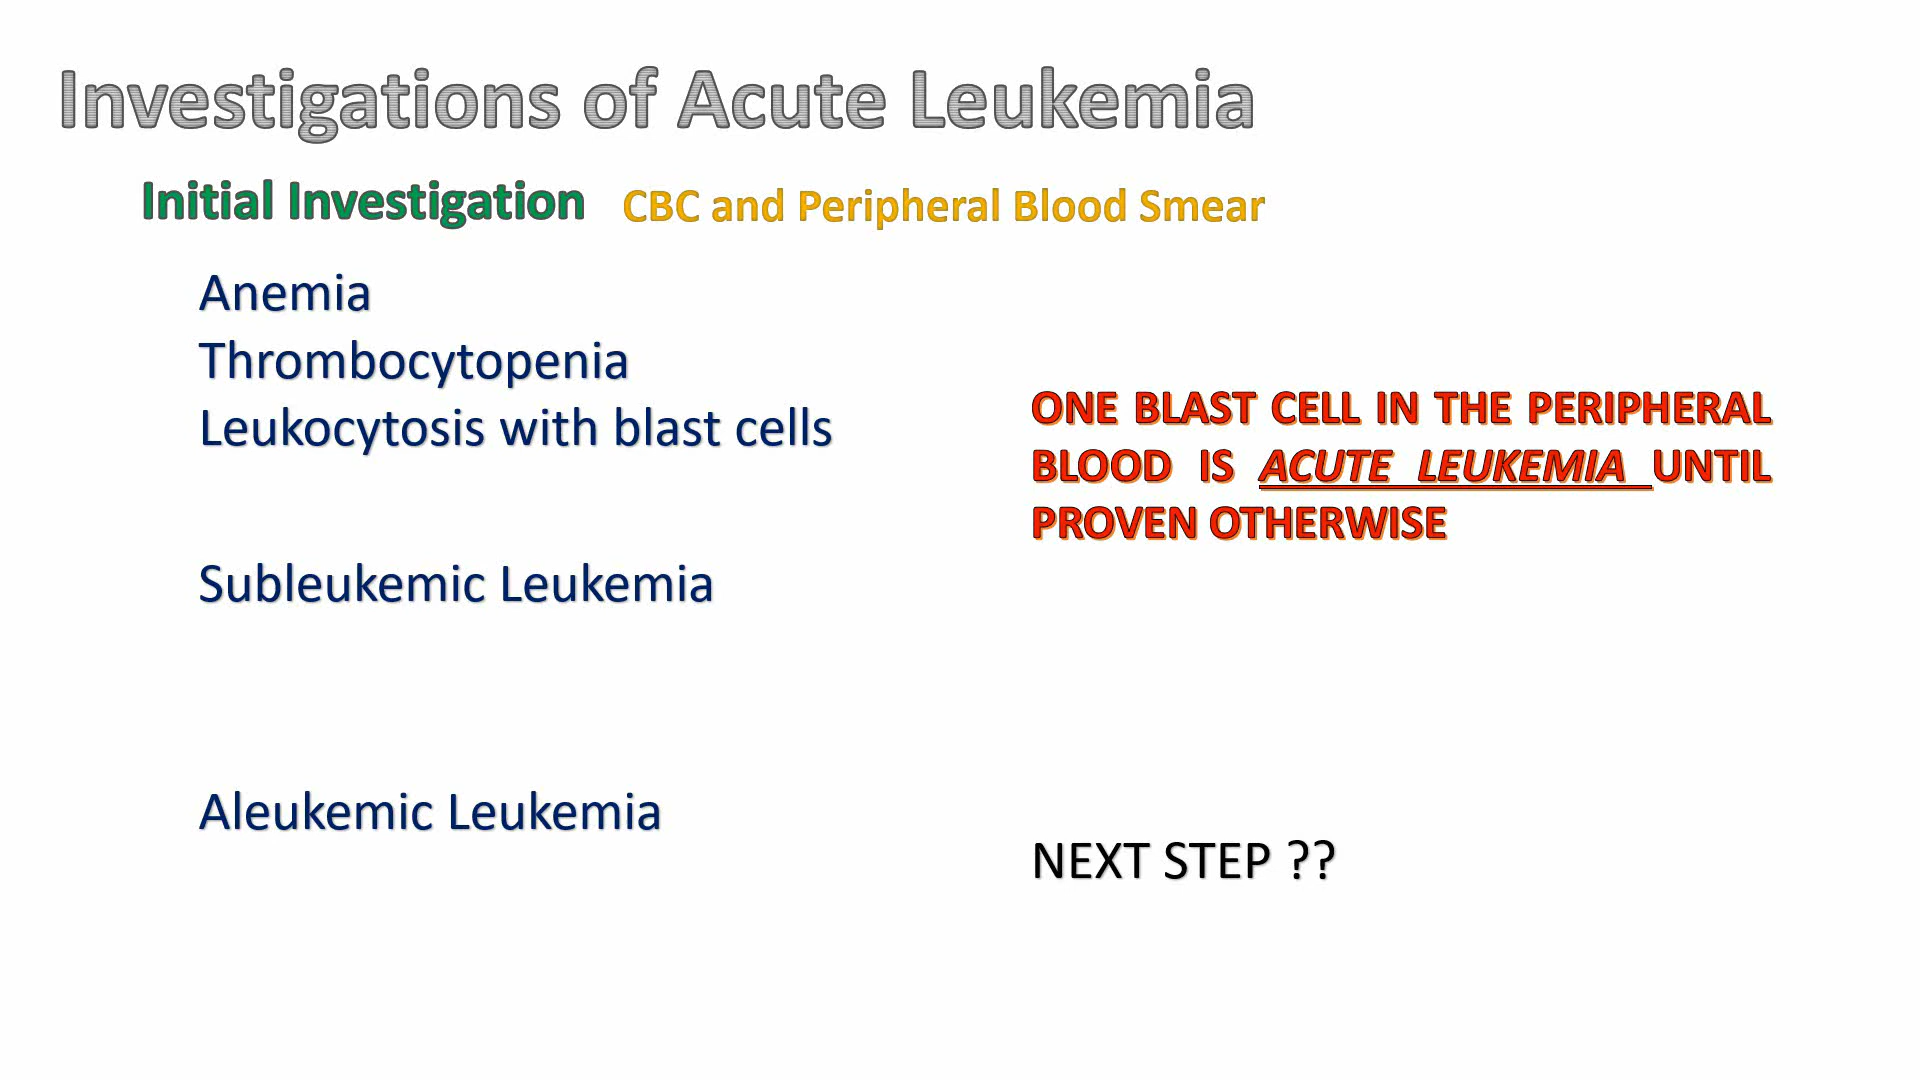 Investigations of Acute Leukemia
Initial Investigation CBC and Peripheral Blood Smear
Anemia
Thrombocytopenia
Leukocytosis with blast cells
Subleukemic Leukemia
Aleukemic Leukemia
ONE BLAST CELL IN THE PERIPHERAL
BLOOD IS ACUTE LEUKEMIA UNTIL
PROVEN OTHERWISE
NEXT STEP ??